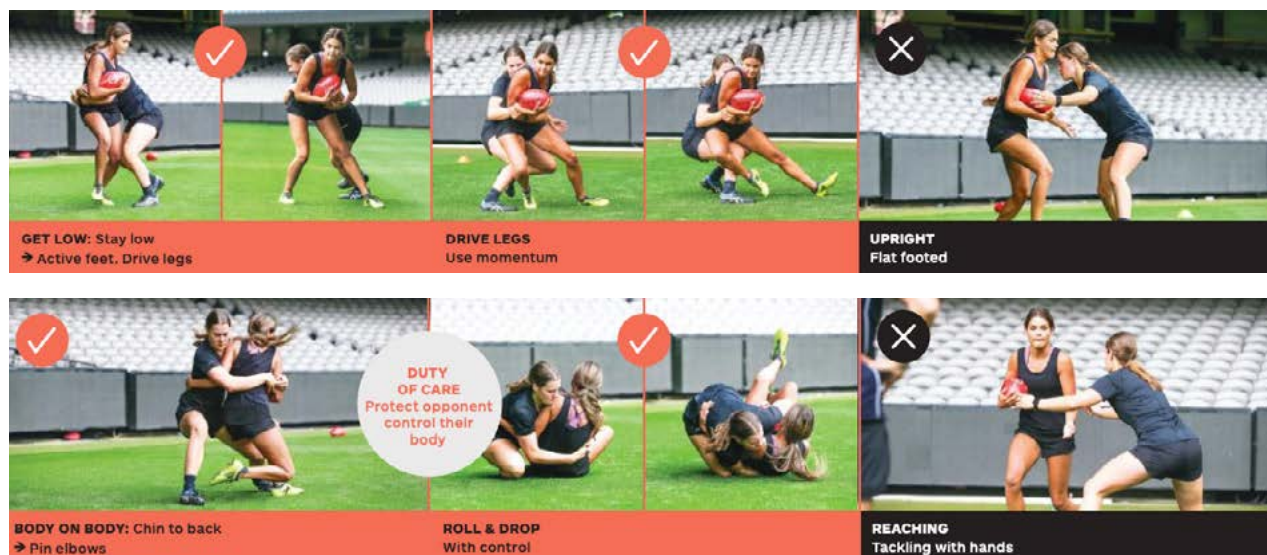 GET LOW: Stay low
→ Active feet. Drive legs
DRIVE LEGS
Use momentum
UPRIGHT
Flat footed
DUTY
OF CARE
Protect opponent
control their
body
BODY ON BODY: Chin to back
→ Pin elbows
ROLL & DROP
With control
REACHING
Tackling with hands